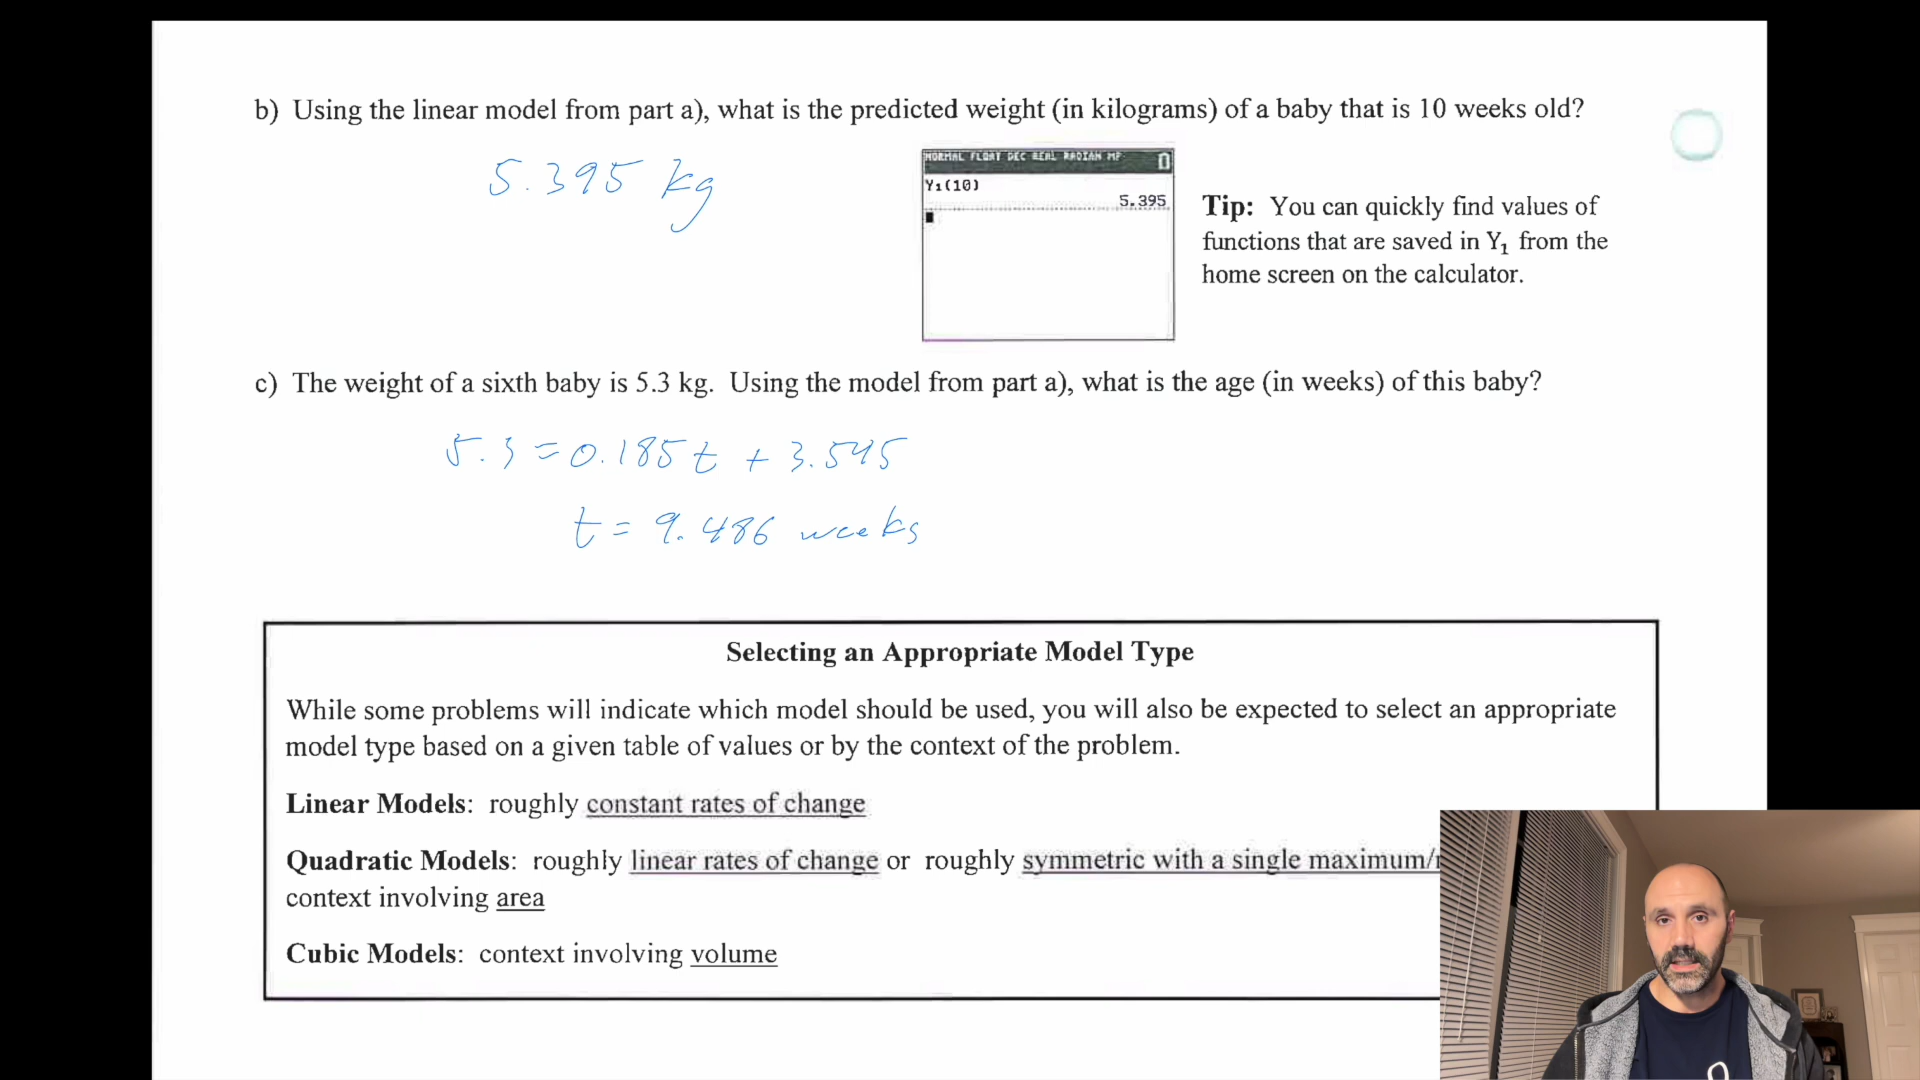 b) Using the linear model from part a), what is the predicted weight (in kilograms) of a baby that is 10 weeks old?
5.395 kg
NORMAL FLOAT DEC REAL RADIAN MP
Y₁(10)
5.395
Tip: You can quickly find values of
functions that are saved in Y₁ from the
home screen on the calculator.
c) The weight of a sixth baby is 5.3 kg. Using the model from part a), what is the age (in weeks) of this baby?
5.3 = 0.185t + 3.545
t = 9.486 weeks
Selecting an Appropriate Model Type
While some problems will indicate which model should be used, you will also be expected to select an appropriate
model type based on a given table of values or by the context of the problem.
Linear Models: roughly constant rates of change
Quadratic Models: roughly linear rates of change or roughly symmetric with a single maximum/
context involving area
Cubic Models: context involving volume